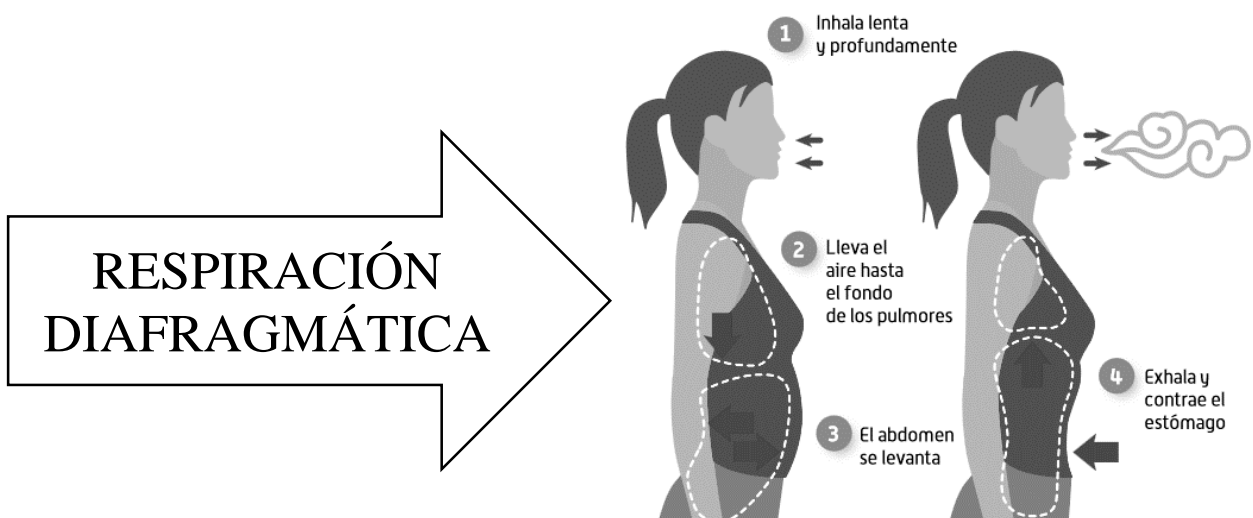 RESPIRACIÓN
DIAFRAGMÁTICA
1 Inhala lenta
y profundamente
2 Lleva el
aire hasta
el fondo
de los pulmores
3 El abdomen
se levanta
4 Exhala y
contrae el
estómago